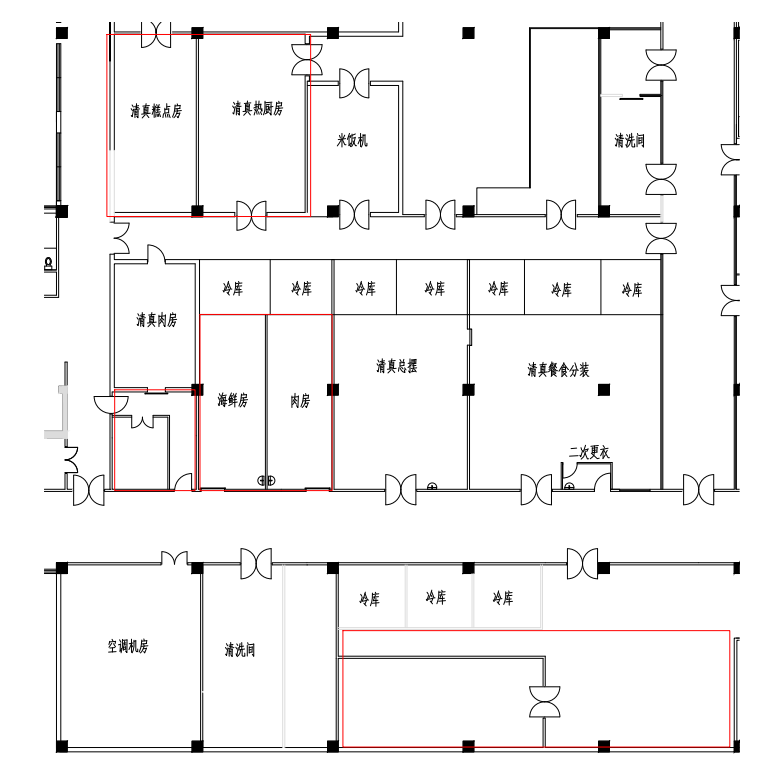 清真糕点房
清真热厨房
米饭机
清洗间
冷库
冷库
冷库
冷库
冷库
冷库
冷库
清真肉房
清真总摆
清真餐食分装
海鲜房
肉房
二次更衣
冷库
冷库
冷库
空调机房
清洗间